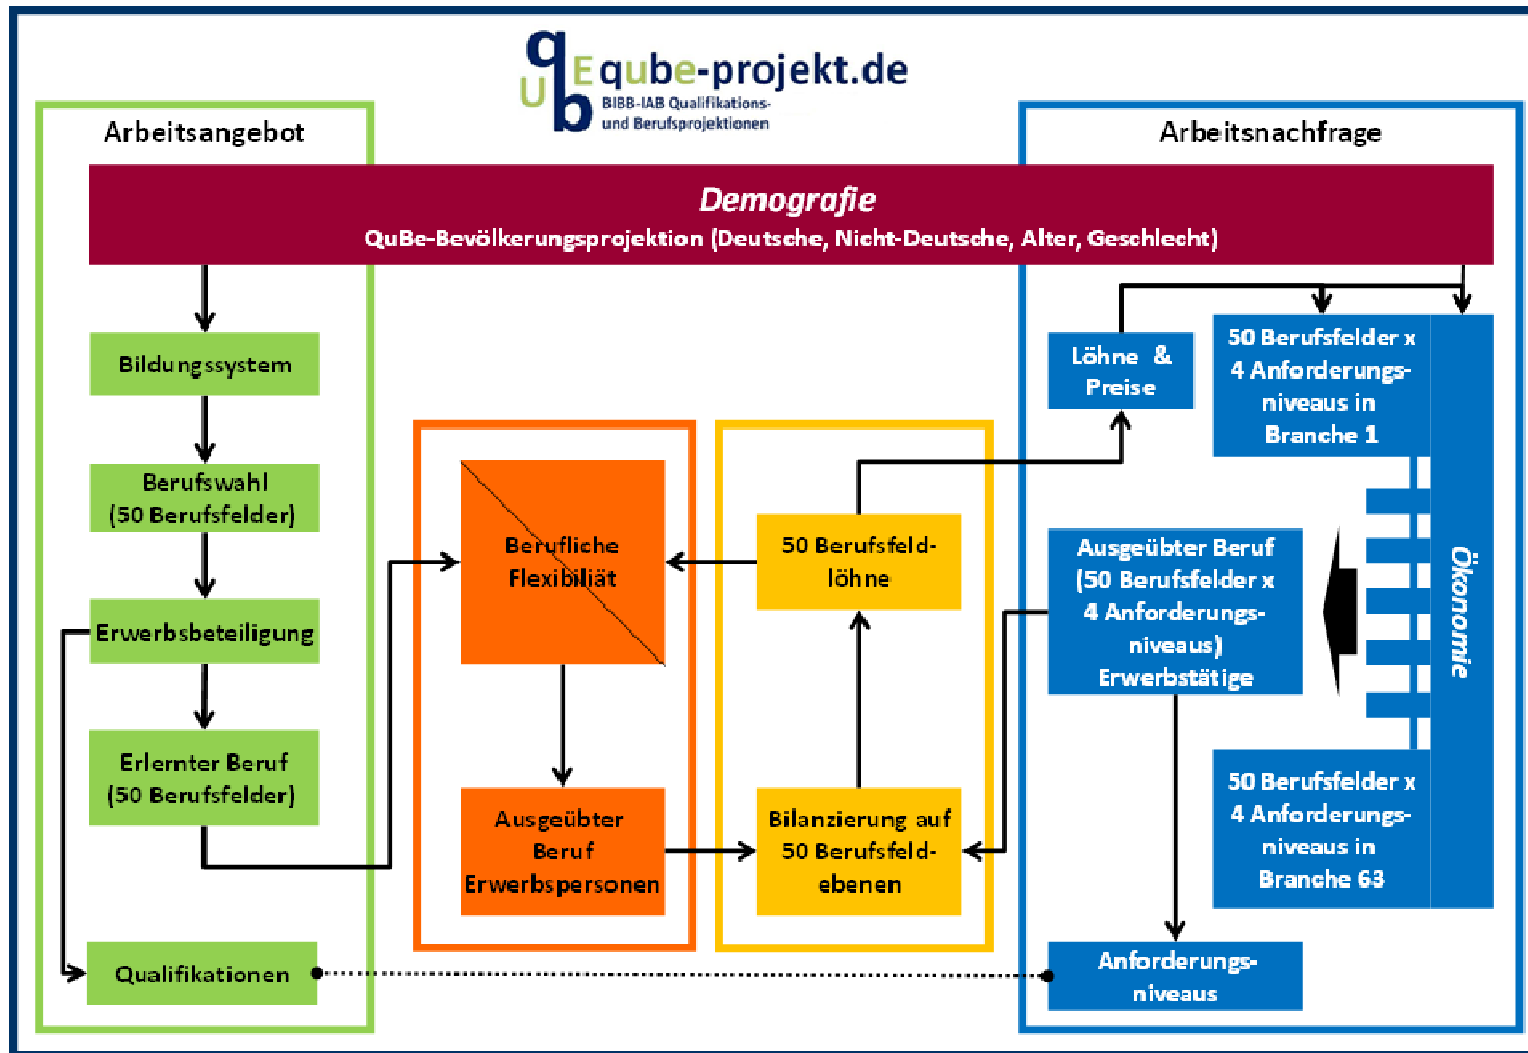 qube
qube-projekt.de
BIBB-IAB Qualifikations-
und Berufsprojektionen
Arbeitsangebot
Arbeitsnachfrage
Demografie
QuBe-Bevölkerungsprojektion (Deutsche, Nicht-Deutsche, Alter, Geschlecht)
Bildungssystem
Berufswahl
(50 Berufsfelder)
Erwerbsbeteiligung
Erlernter Beruf
(50 Berufsfelder)
Qualifikationen
Berufliche
Flexibiliät
Ausgeübter
Beruf
Erwerbspersonen
50 Berufsfeld-
löhne
Bilanzierung auf
50 Berufsfeld-
ebenen
Löhne &
Preise
50 Berufsfelder x
4 Anforderungs-
niveaus in
Branche 1
Ausgeübter Beruf
(50 Berufsfelder x
4 Anforderungs-
niveaus)
Erwerbstätige
Ökonomie
50 Berufsfelder x
4 Anforderungs-
niveaus in
Branche 63
Anforderungs-
niveaus